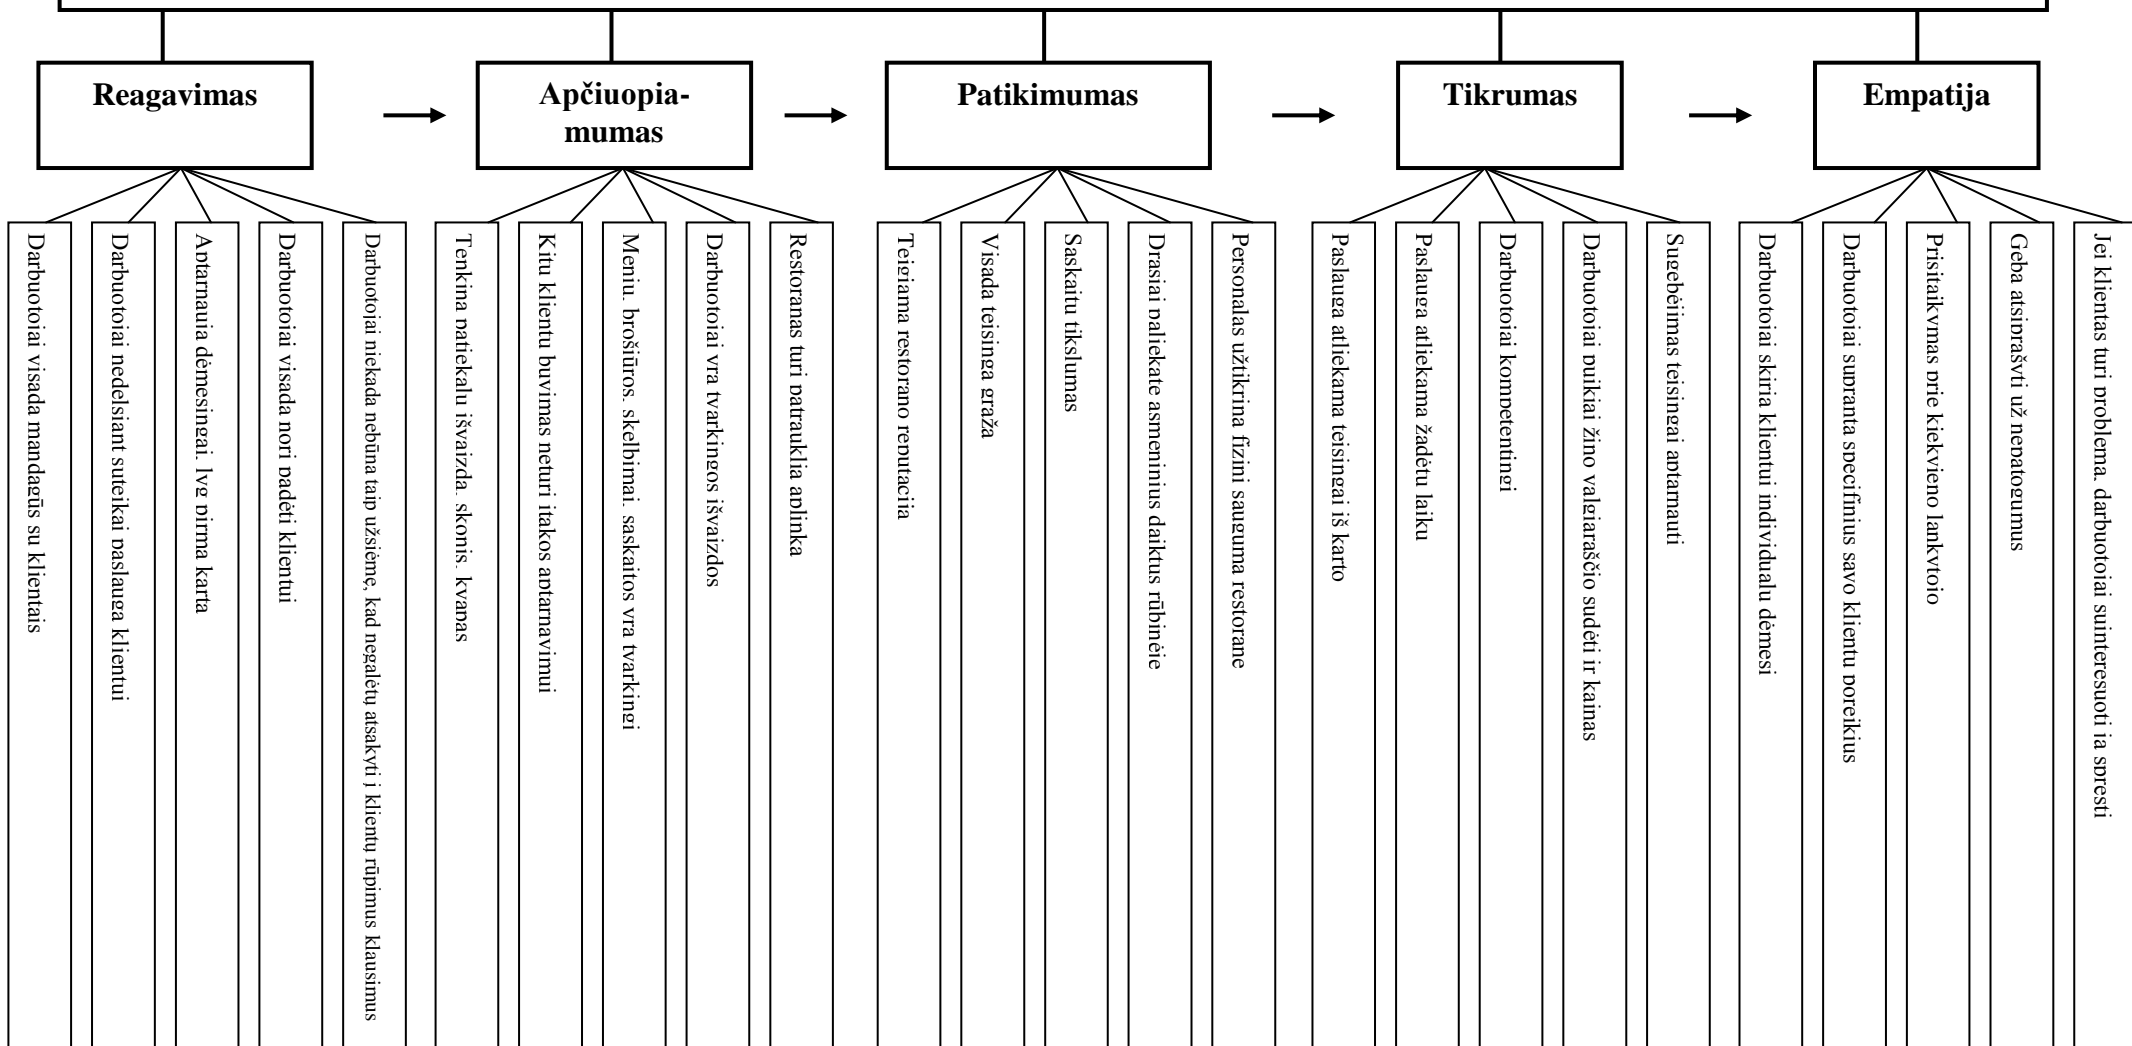 Reagavimas
Apčiuopia-
mumas
Patikimumas
Tikrumas
Empatija
Darbuotojai visada mandagūs su klientais
Darbuotojai nedelsiant suteikai paslaugą klientui
Aptarnauja dėmesingai, lyg pirmą kartą
Darbuotojai visada nori padėti klientui
Darbuotojai niekada nebūna taip užsiėmę, kad negalėtų atsakyti į klientų rūpimus klausimus
Tenkina patiekalų išvaizda, skonis, kvapas
Kitų klientų buvimas neturi įtakos aptarnavimui
Meniu, brošiūros, skelbimai, sąskaitos yra tvarkingi
Darbuotojai yra tvarkingos išvaizdos
Restoranas turi patrauklią aplinką
Teigiama restorano reputacija
Visada teisinga grąža
Sąskaitų tikslumas
Drąsiai paliekate asmeninius daiktus rūbinėje
Personalas užtikrina fizinį saugumą restorane
Paslauga atliekama teisingai iš karto
Paslauga atliekama žadėtu laiku
Darbuotojai kompetentingi
Darbuotojai puikiai žino valgiaraščio sudėtį ir kainas
Sugebėjimas teisingai aptarnauti
Darbuotojai skiria klientui individualų dėmesį
Darbuotojai supranta specifinius savo klientų poreikius
Prisitaikymas prie kiekvieno lankytojo
Geba atsiprašyti už nepatogumus
Jei klientas turi problemą, darbuotojai suinteresuoti ją spręsti